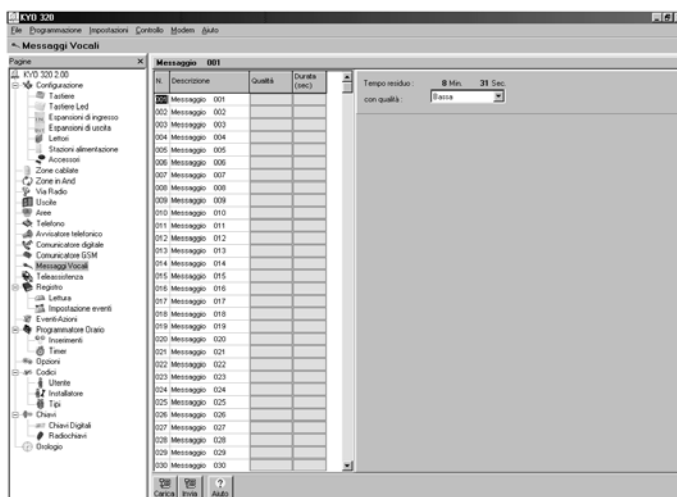 KYO 320
File Programmazione Impostazioni Controllo Modem Aiuto
Messaggi Vocali
Pagine
KYO 320 2.00
Configurazione
Tastiere
Tastiere Led
Espansioni di ingresso
Espansioni di uscita
Lettori
Stazioni alimentazione
Accessori
Zone cablate
Zone in And
Via Radio
Uscite
Aree
Telefono
Avvisatore telefonico
Comunicatore digitale
Comunicatore GSM
Messaggi Vocali
Teleassistenza
Registro
Lettura
Impostazione eventi
Eventi-Azioni
Programmatore Orario
Inserimenti
Timer
Opzioni
Codici
Utente
Installatore
Tipi
Chiavi
Chiavi Digitali
Radiochiavi
Orologio
Messaggio 001
N. Descrizione Qualità Durata (sec)
001 Messaggio 001
002 Messaggio 002
003 Messaggio 003
004 Messaggio 004
005 Messaggio 005
006 Messaggio 006
007 Messaggio 007
008 Messaggio 008
009 Messaggio 009
010 Messaggio 010
011 Messaggio 011
012 Messaggio 012
013 Messaggio 013
014 Messaggio 014
015 Messaggio 015
016 Messaggio 016
017 Messaggio 017
018 Messaggio 018
019 Messaggio 019
020 Messaggio 020
021 Messaggio 021
022 Messaggio 022
023 Messaggio 023
024 Messaggio 024
025 Messaggio 025
026 Messaggio 026
027 Messaggio 027
028 Messaggio 028
029 Messaggio 029
030 Messaggio 030
Tempo residuo : 8 Min. 31 Sec.
con qualità : Bassa
Carica Invia Aiuto